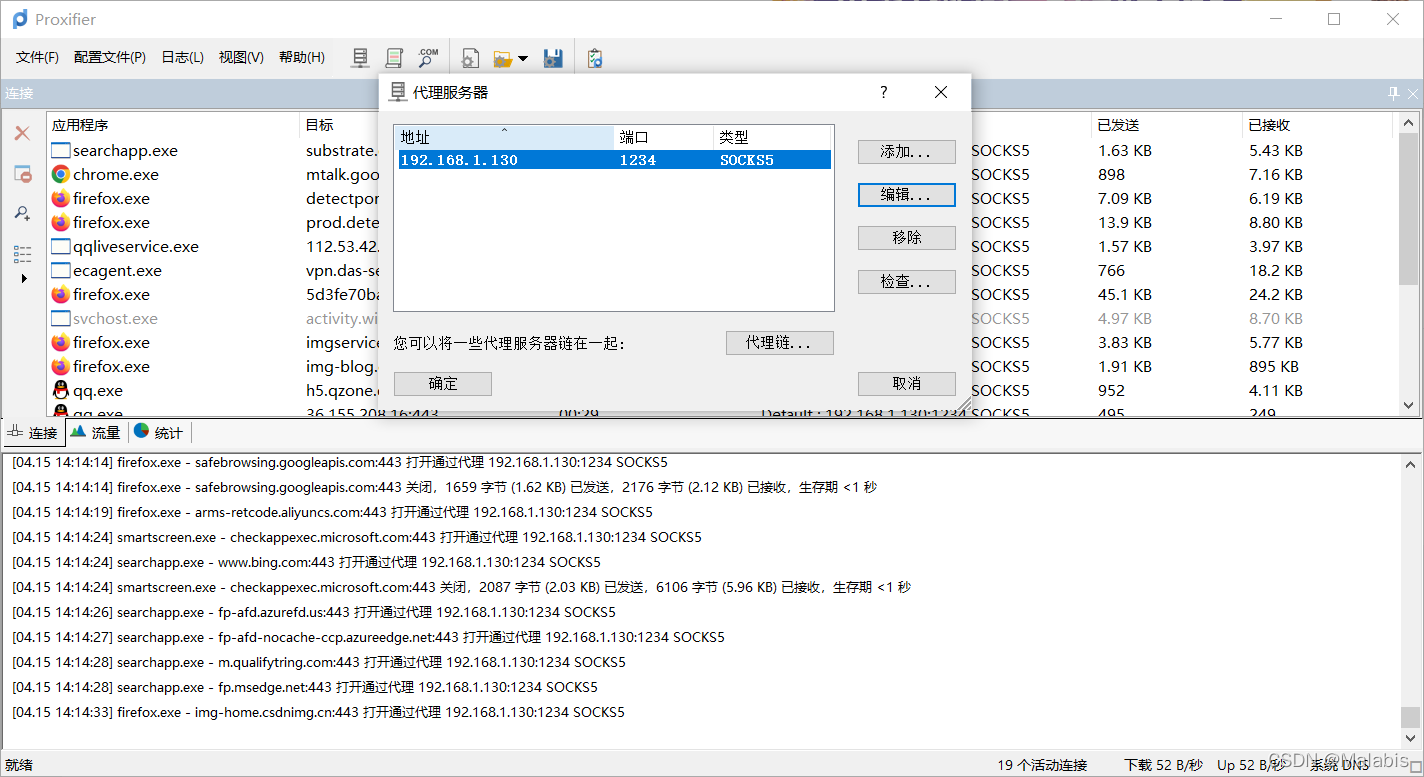 Proxifier
文件(F) 配置文件(P) 日志(L) 视图(V) 帮助(H) .COM
连接
代理服务器 ?
应用程序 目标 已发送 已接收
地址 端口 类型
192.168.1.130 1234 SOCKS5
添加...
编辑...
移除
检查...
您可以将一些代理服务器链在一起: 代理链...
确定 取消
searchapp.exe substrate. SOCKS5 1.63 KB 5.43 KB
chrome.exe mtalk.goo SOCKS5 898 7.16 KB
firefox.exe detectpor SOCKS5 7.09 KB 6.19 KB
firefox.exe prod.dete SOCKS5 13.9 KB 8.80 KB
qqliveservice.exe 112.53.42. SOCKS5 1.57 KB 3.97 KB
ecagent.exe vpn.das-se SOCKS5 766 18.2 KB
firefox.exe 5d3fe70ba SOCKS5 45.1 KB 24.2 KB
svchost.exe activity.wi SOCKS5 4.97 KB 8.70 KB
firefox.exe imgservice SOCKS5 3.83 KB 5.77 KB
firefox.exe img-blog. SOCKS5 1.91 KB 895 KB
qq.exe h5.qzone. SOCKS5 952 4.11 KB
qq.exe 36.155.208.16:443 00:29 Default : 192.168.1.130:1234 SOCKS5 495 249
连接 流量 统计
[04.15 14:14:14] firefox.exe - safebrowsing.googleapis.com:443 打开通过代理 192.168.1.130:1234 SOCKS5
[04.15 14:14:14] firefox.exe - safebrowsing.googleapis.com:443 关闭，1659 字节 (1.62 KB) 已发送，2176 字节 (2.12 KB) 已接收，生存期 <1 秒
[04.15 14:14:19] firefox.exe - arms-retcode.aliyuncs.com:443 打开通过代理 192.168.1.130:1234 SOCKS5
[04.15 14:14:24] smartscreen.exe - checkappexec.microsoft.com:443 打开通过代理 192.168.1.130:1234 SOCKS5
[04.15 14:14:24] searchapp.exe - www.bing.com:443 打开通过代理 192.168.1.130:1234 SOCKS5
[04.15 14:14:24] smartscreen.exe - checkappexec.microsoft.com:443 关闭，2087 字节 (2.03 KB) 已发送，6106 字节 (5.96 KB) 已接收，生存期 <1 秒
[04.15 14:14:26] searchapp.exe - fp-afd.azurefd.us:443 打开通过代理 192.168.1.130:1234 SOCKS5
[04.15 14:14:27] searchapp.exe - fp-afd-nocache-ccp.azureedge.net:443 打开通过代理 192.168.1.130:1234 SOCKS5
[04.15 14:14:28] searchapp.exe - m.qualifytring.com:443 打开通过代理 192.168.1.130:1234 SOCKS5
[04.15 14:14:28] searchapp.exe - fp.msedge.net:443 打开通过代理 192.168.1.130:1234 SOCKS5
[04.15 14:14:33] firefox.exe - img-home.csdnimg.cn:443 打开通过代理 192.168.1.130:1234 SOCKS5
就绪 19 个活动连接 下载 52 B/秒 Up 52 B/秒 系统 DNS
CSDN @Malabis